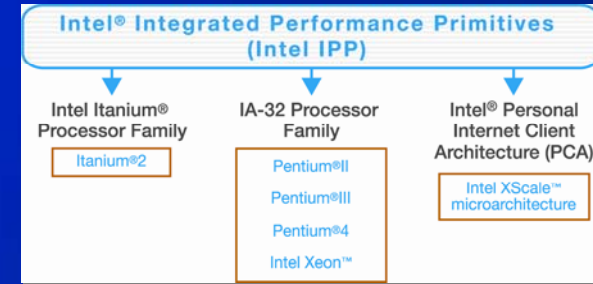 Intel® Integrated Performance Primitives
(Intel IPP)
Intel Itanium®
Processor Family
Itanium®2
IA-32 Processor
Family
Pentium®II
Pentium®III
Pentium®4
Intel Xeon™
Intel® Personal
Internet Client
Architecture (PCA)
Intel XScale™
microarchitecture